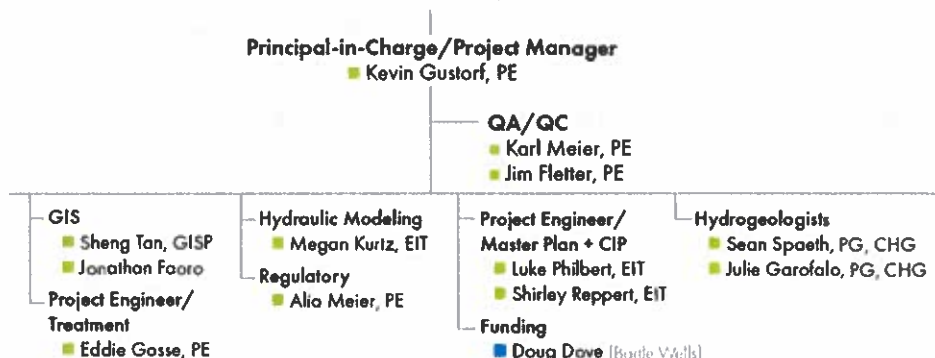 Principal-in-Charge/Project Manager
Kevin Gustorf, PE
QA/QC
Karl Meier, PE
Jim Fletter, PE
GIS
Sheng Tan, GISP
Jonathan Faoro
Project Engineer/
Treatment
Eddie Gosse, PE
Hydraulic Modeling
Megan Kurtz, EIT
Regulatory
Alia Meier, PE
Project Engineer/
Master Plan + CIP
Luke Philbert, EIT
Shirley Reppert, EIT
Funding
Doug Dove [Bartle Wells]
Hydrogeologists
Sean Spaeth, PG, CHG
Julie Garofalo, PG, CHG